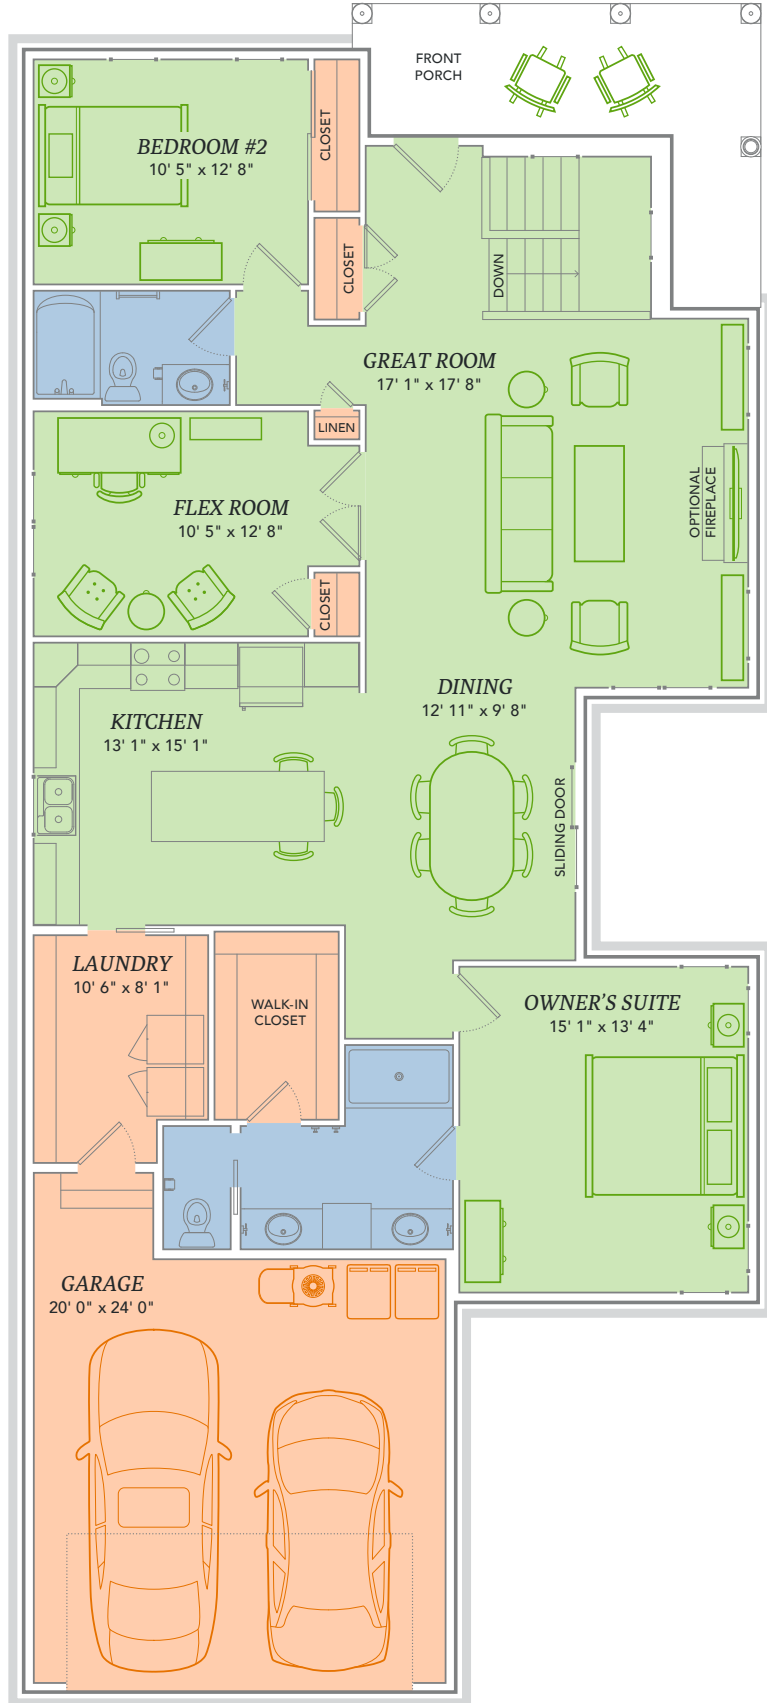 FRONT
PORCH
CLOSET
BEDROOM #2
10' 5" x 12' 8"
CLOSET
DOWN
GREAT ROOM
17' 1" x 17' 8"
LINEN
OPTIONAL
FIREPLACE
FLEX ROOM
10' 5" x 12' 8"
CLOSET
DINING
12' 11" x 9' 8"
KITCHEN
13' 1" x 15' 1"
SLIDING DOOR
LAUNDRY
10' 6" x 8' 1"
WALK-IN
CLOSET
OWNER'S SUITE
15' 1" x 13' 4"
GARAGE
20' 0" x 24' 0"